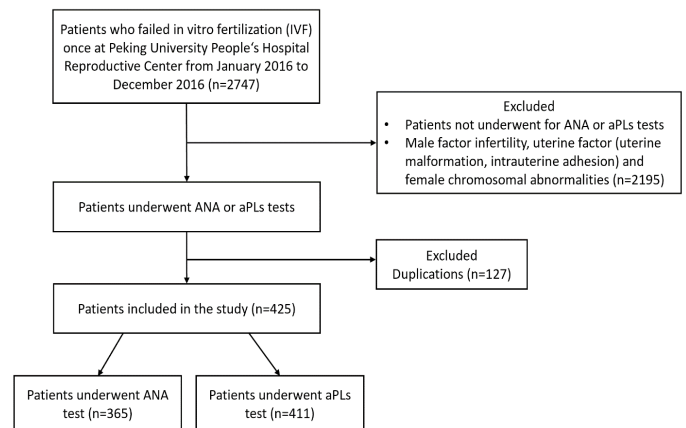 Patients who failed in vitro fertilization (IVF)
once at Peking University People‘s Hospital
Reproductive Center from January 2016 to
December 2016 (n=2747)
Excluded
• Patients not underwent for ANA or aPLs tests
• Male factor infertility, uterine factor (uterine
malformation, intrauterine adhesion) and
female chromosomal abnormalities (n=2195)
Patients underwent ANA or aPLs tests
Excluded
Duplications (n=127)
Patients included in the study (n=425)
Patients underwent ANA
test (n=365)
Patients underwent aPLs
test (n=411)